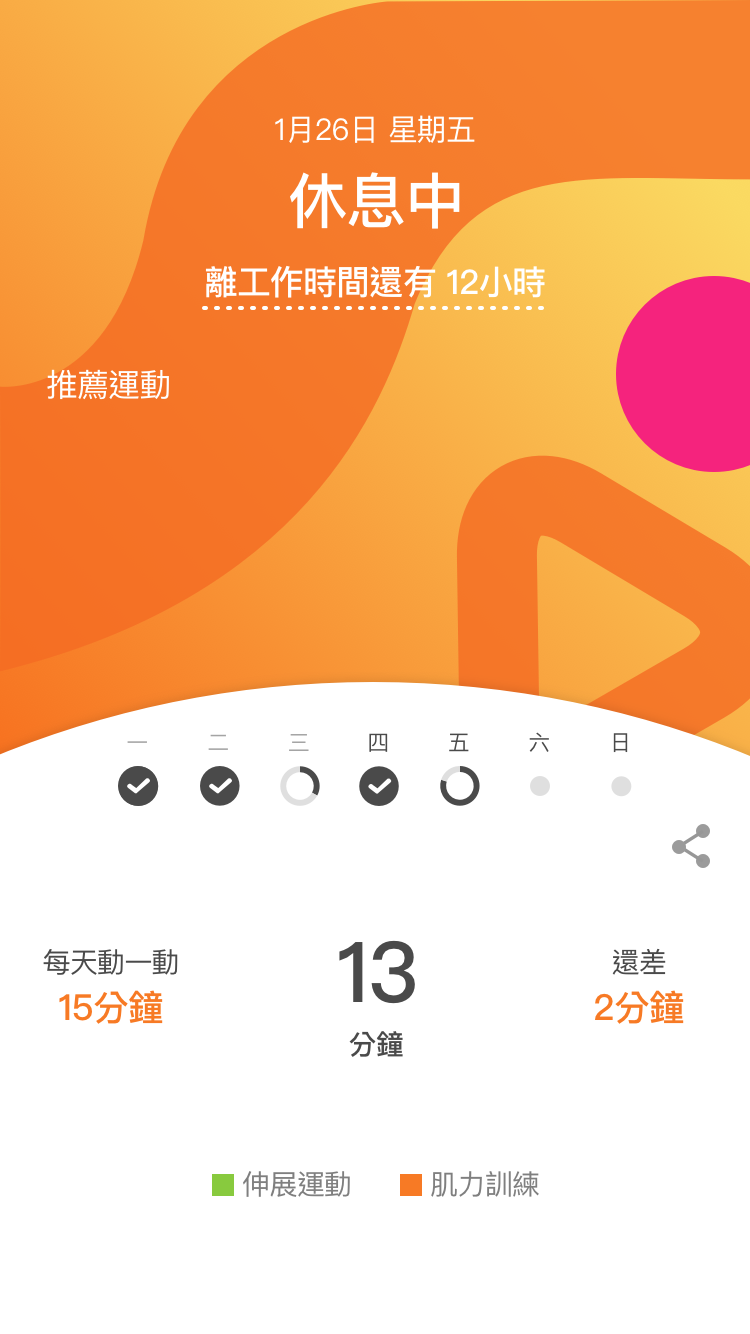 1月26日 星期五
休息中
離工作時間還有 12小時
推薦運動
一 二 三 四 五 六 日
每天動一動
15分鐘
13
分鐘
還差
2分鐘
伸展運動 肌力訓練